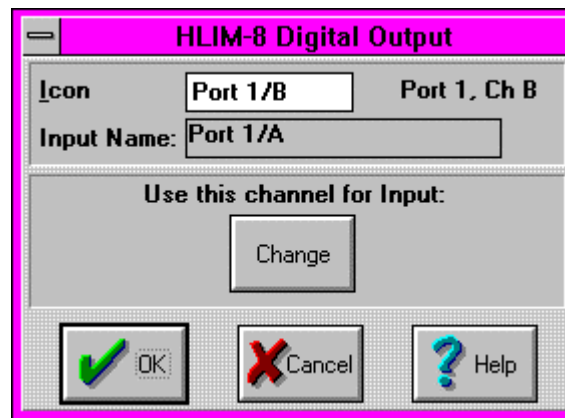 HLIM-8 Digital Output
Icon Port 1/B Port 1, Ch B
Input Name: Port 1/A
Use this channel for Input:
Change
OK Cancel Help